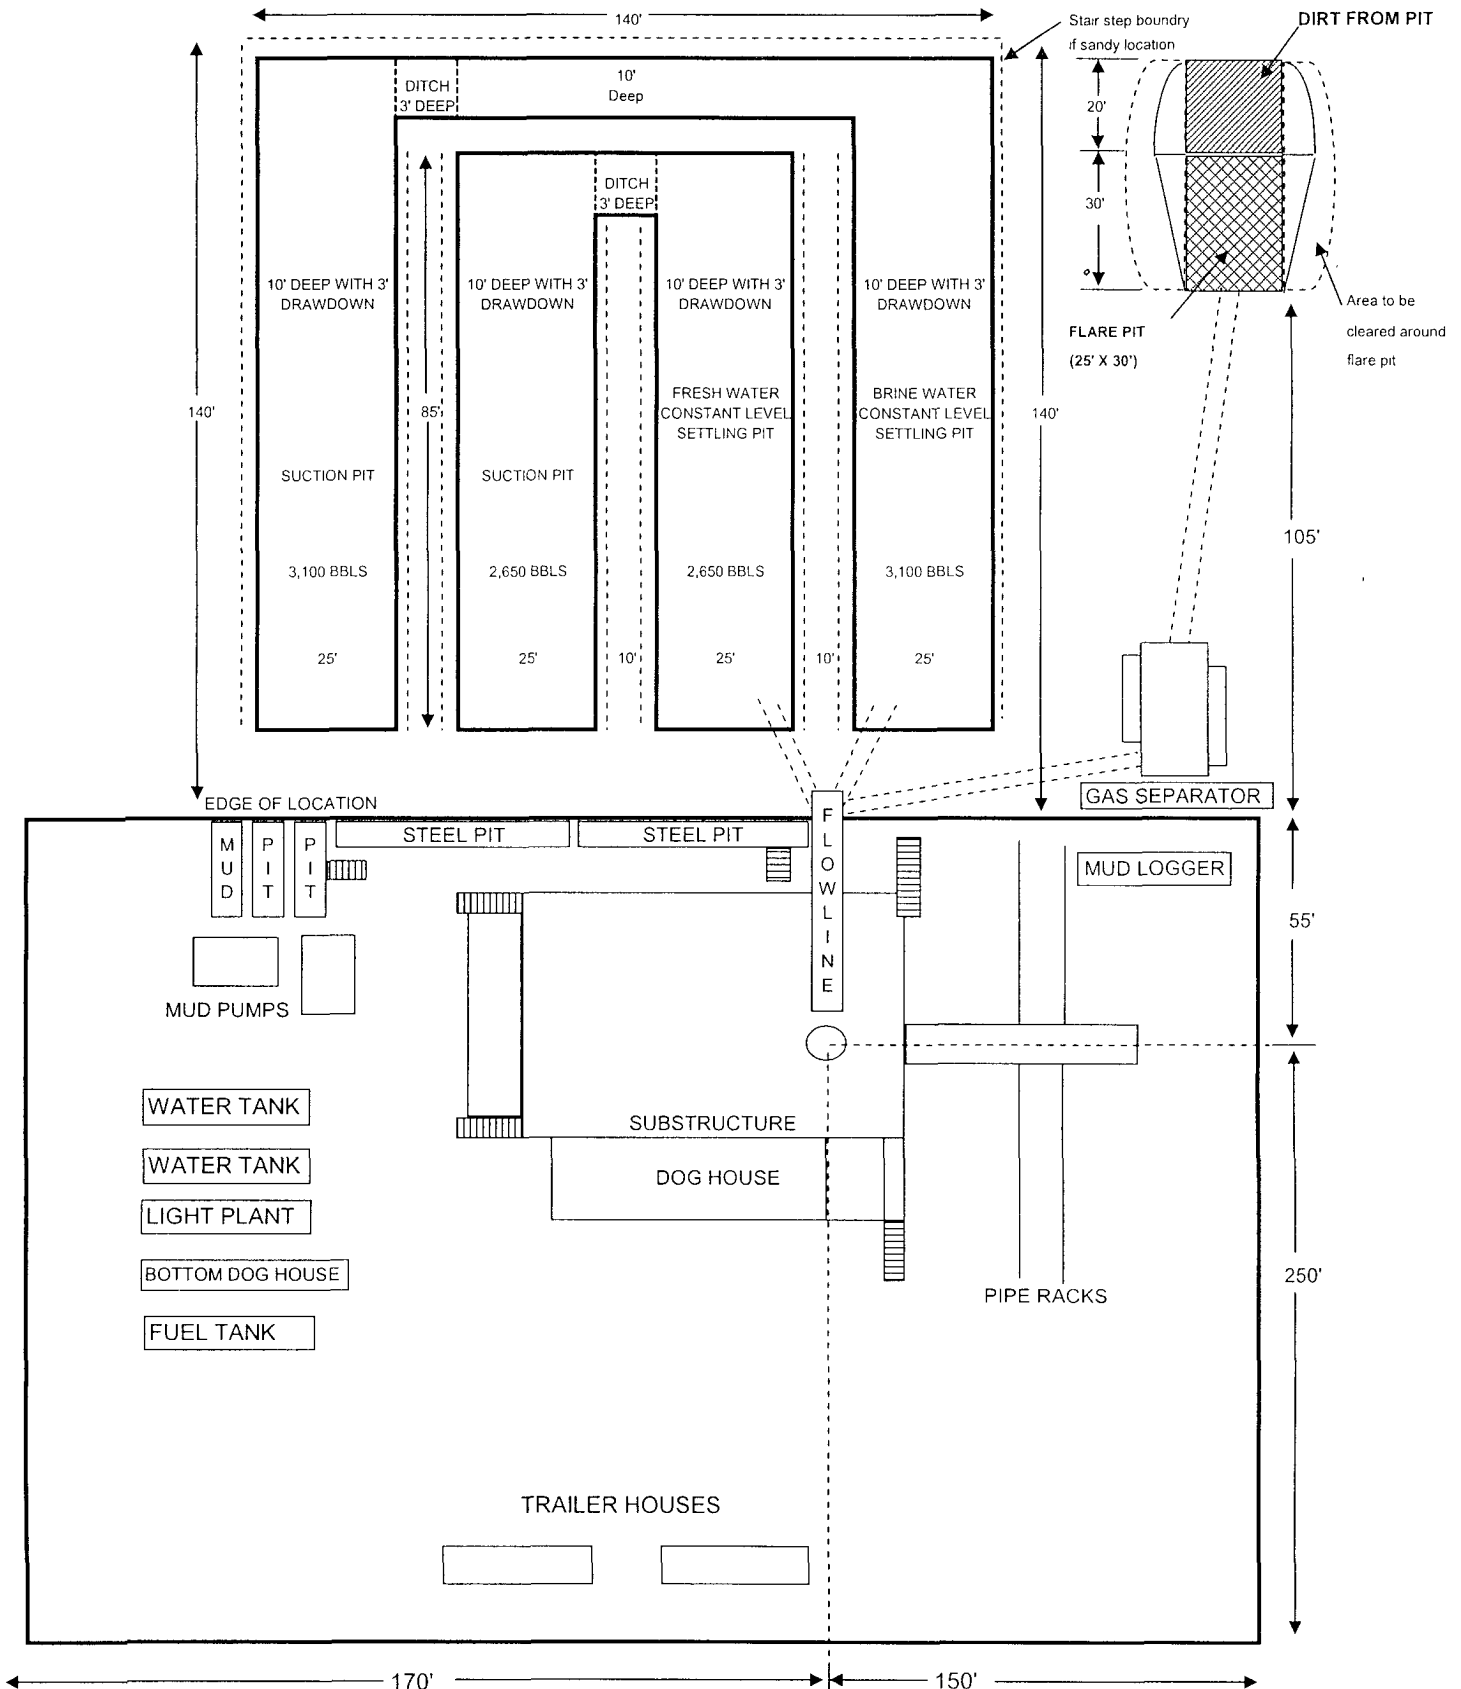 140'
Stair step boundry
if sandy location
DIRT FROM PIT
DITCH
3' DEEP
10'
Deep
20'
DITCH
3' DEEP
30'
10' DEEP WITH 3'
DRAWDOWN
10' DEEP WITH 3'
DRAWDOWN
10' DEEP WITH 3'
DRAWDOWN
10' DEEP WITH 3'
DRAWDOWN
Area to be
cleared around
flare pit
FLARE PIT
(25' X 30')
140'
85'
FRESH WATER
CONSTANT LEVEL
SETTLING PIT
BRINE WATER
CONSTANT LEVEL
SETTLING PIT
140'
SUCTION PIT
SUCTION PIT
105'
3,100 BBLS
2,650 BBLS
2,650 BBLS
3,100 BBLS
25'
25'
10'
25'
10'
25'
GAS SEPARATOR
EDGE OF LOCATION
MUD
PIT
PIT
STEEL PIT
STEEL PIT
FLOWLINE
MUD LOGGER
55'
MUD PUMPS
WATER TANK
SUBSTRUCTURE
WATER TANK
DOG HOUSE
LIGHT PLANT
BOTTOM DOG HOUSE
250'
PIPE RACKS
FUEL TANK
TRAILER HOUSES
170'
150'